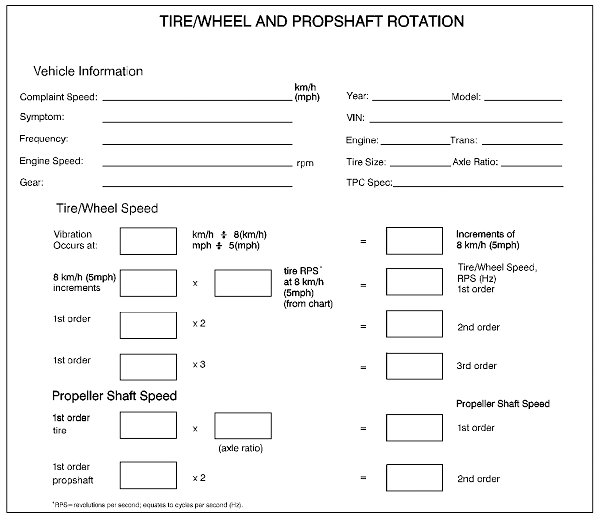 TIRE/WHEEL AND PROPSHAFT ROTATION
Vehicle Information
Complaint Speed: km/h (mph) Year: Model:
Symptom: VIN:
Frequency: Engine: Trans:
Engine Speed: rpm Tire Size: Axle Ratio:
Gear: TPC Spec:
Tire/Wheel Speed
Vibration Occurs at: km/h ÷ 8(km/h) mph ÷ 5(mph) = Increments of 8 km/h (5mph)
8 km/h (5mph) increments x tire RPS* at 8 km/h (5mph) (from chart) = Tire/Wheel Speed, RPS (Hz) 1st order
1st order x 2 = 2nd order
1st order x 3 = 3rd order
Propeller Shaft Speed
Propeller Shaft Speed
1st order tire x (axle ratio) = 1st order
1st order propshaft x 2 = 2nd order
*RPS= revolutions per second; equates to cycles per second (Hz).